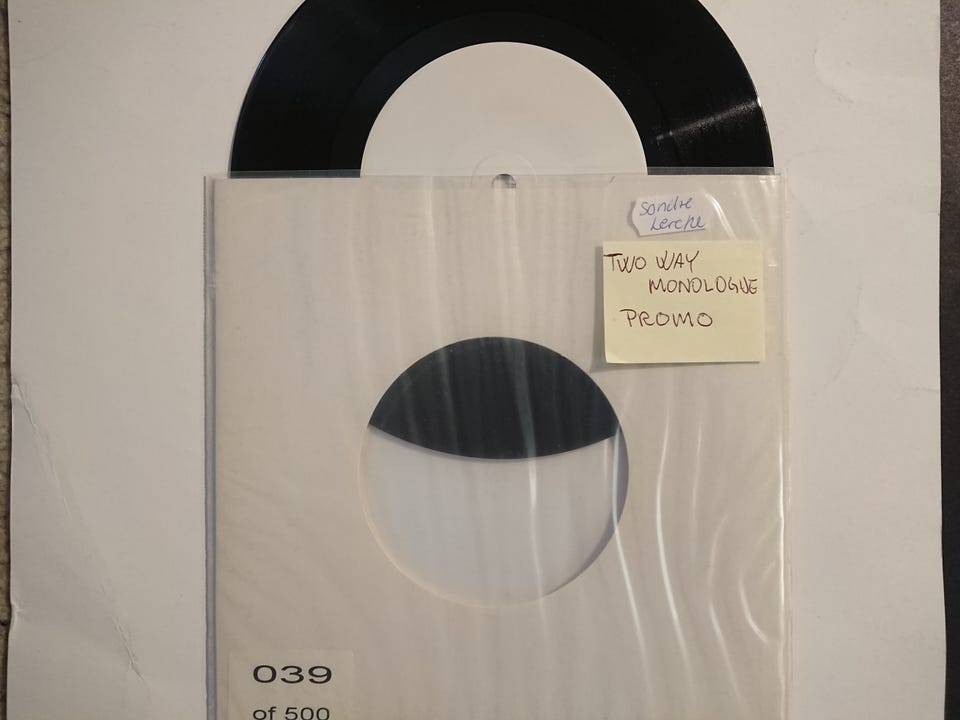 Sondre
Lerche
TWO WAY
MONOLOGUE
PROMO
039
of 500